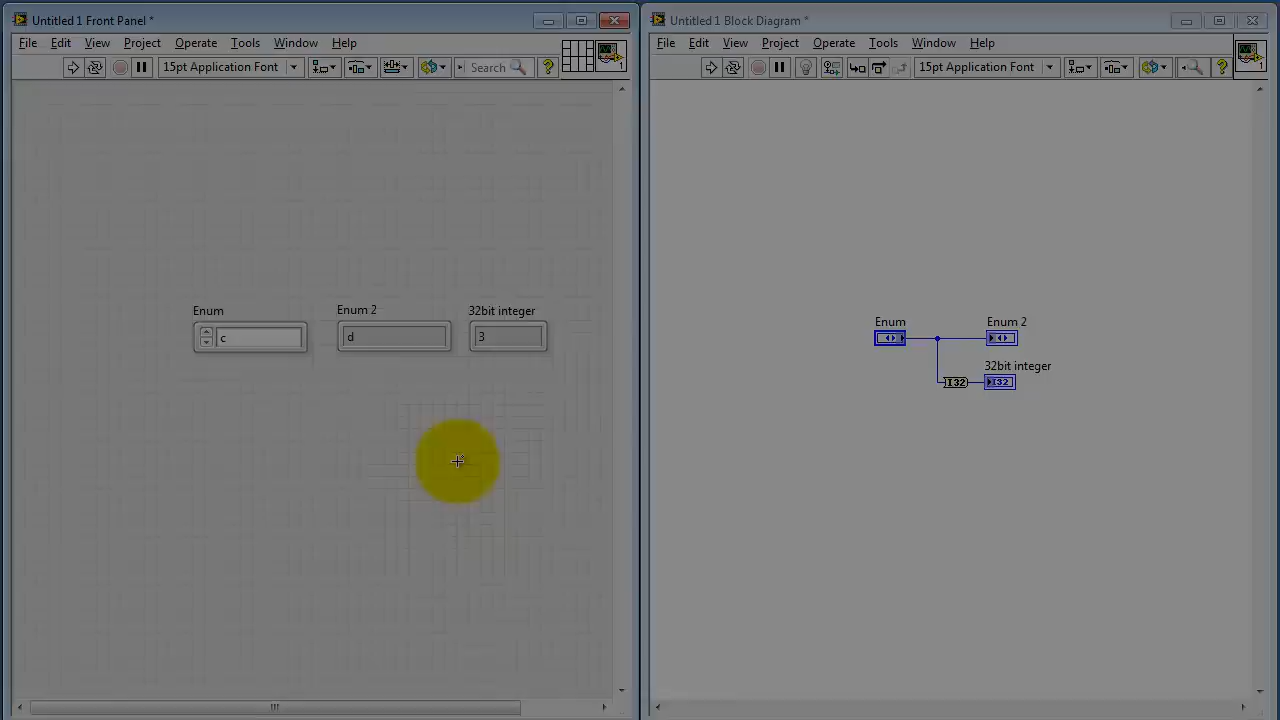 Untitled 1 Front Panel *
File Edit View Project Operate Tools Window Help
15pt Application Font Search ? 1
Enum
c
Enum 2
d
32bit integer
3
Untitled 1 Block Diagram *
File Edit View Project Operate Tools Window Help
15pt Application Font ? 1
Enum
Enum 2
32bit integer
I32 I32